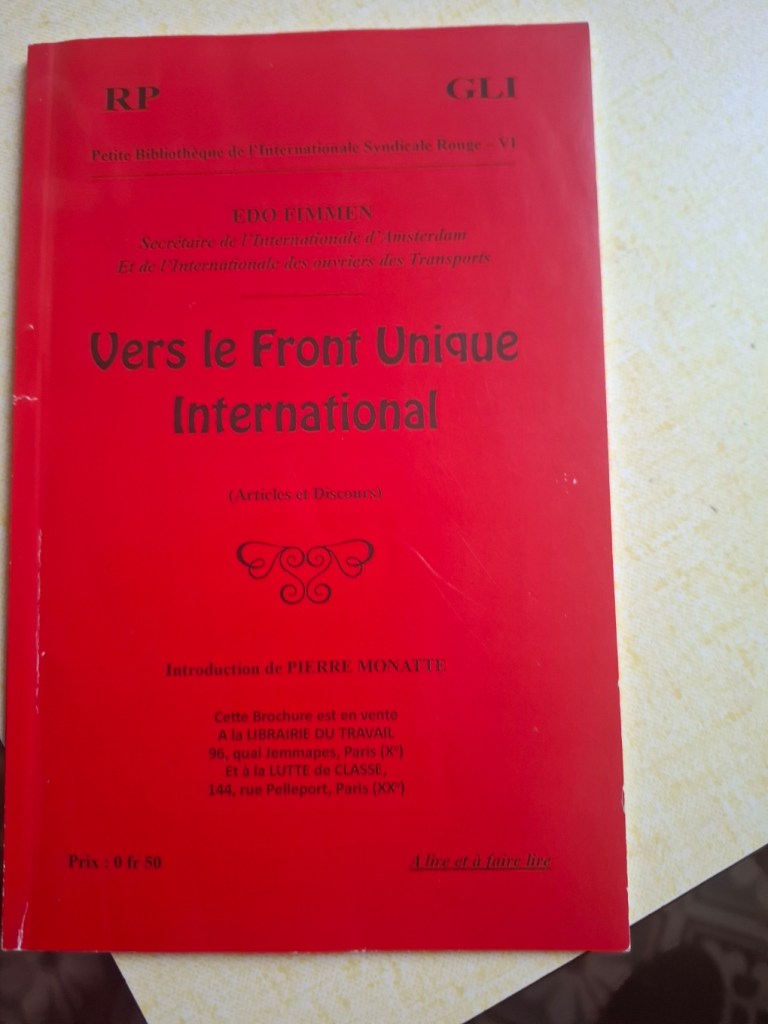 RP GLI
Petite Bibliothèque de l'Internationale Syndicale Rouge – VI
EDO FIMMEN
Secrétaire de l'Internationale d'Amsterdam
Et de l'Internationale des ouvriers des Transports
Vers le Front Unique
International
(Articles et Discours)
Introduction de PIERRE MONATTE
Cette Brochure est en vente
A la LIBRAIRIE DU TRAVAIL
96, quai Jemmapes, Paris (Xº)
Et à la LUTTE de CLASSE,
144, rue Pelleport, Paris (XXº)
Prix : 0 fr 50
A lire et à faire lire